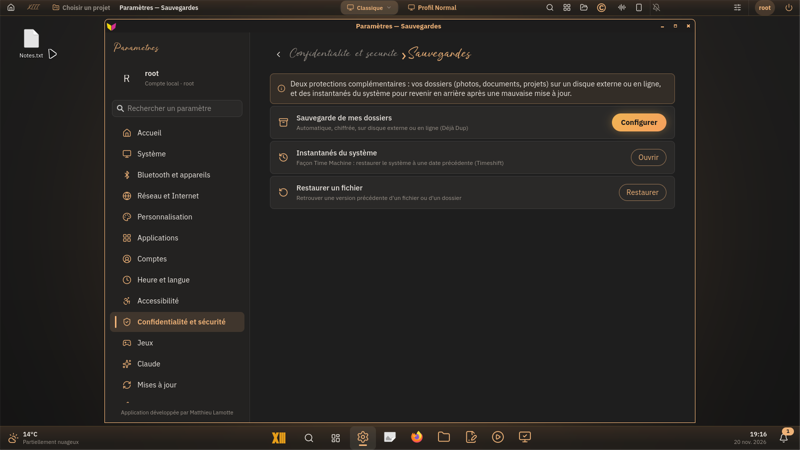 Choisir un projet
Paramètres — Sauvegardes
Classique
Profil Normal
root
Paramètres — Sauvegardes
Notes.txt
Paramètres
Confidentialité et sécurité
Sauvegardes
R
root
Compte local · root
Rechercher un paramètre
Deux protections complémentaires : vos dossiers (photos, documents, projets) sur un disque externe ou en ligne,
et des instantanés du système pour revenir en arrière après une mauvaise mise à jour.
Sauvegarde de mes dossiers
Automatique, chiffrée, sur disque externe ou en ligne (Déjà Dup)
Configurer
Instantanés du système
Façon Time Machine : restaurer le système à une date précédente (Timeshift)
Ouvrir
Restaurer un fichier
Retrouver une version précédente d'un fichier ou d'un dossier
Restaurer
Accueil
Système
Bluetooth et appareils
Réseau et Internet
Personnalisation
Applications
Comptes
Heure et langue
Accessibilité
Confidentialité et sécurité
Jeux
Claude
Mises à jour
Application développée par Matthieu Lamotte
14°C
Partiellement nuageux
XIII
19:16
20 nov. 2026
1